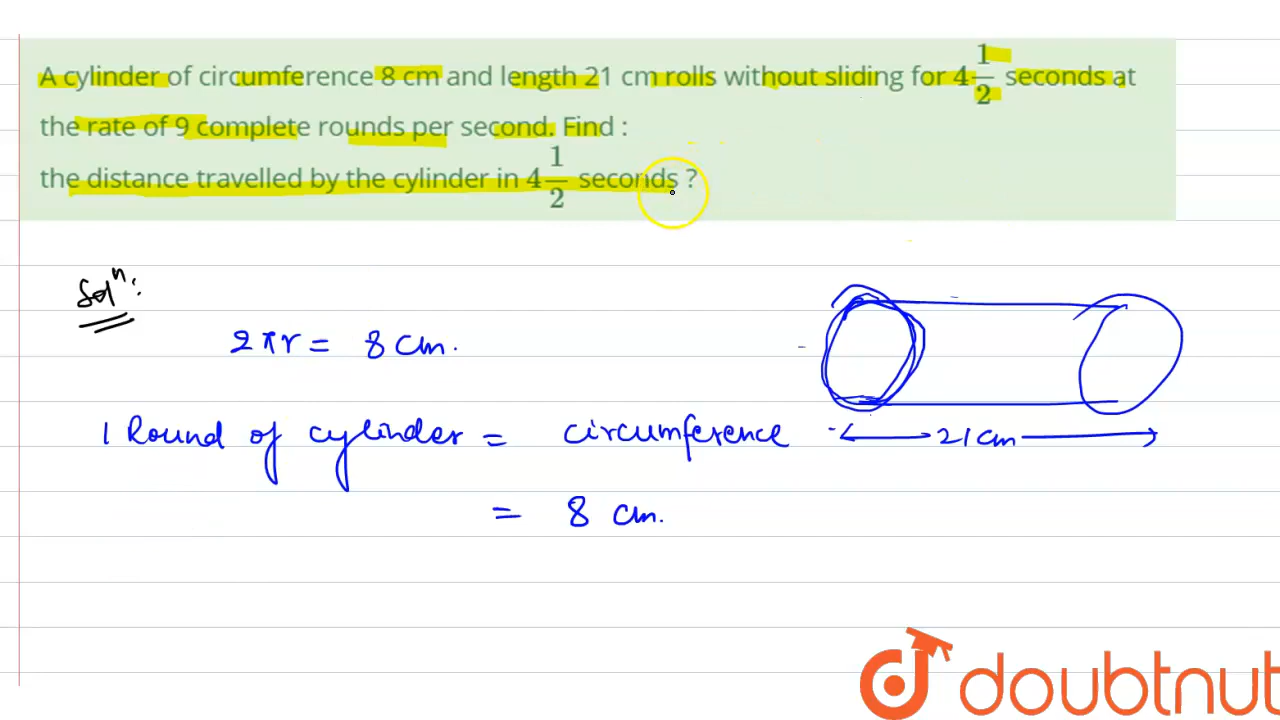 A cylinder of circumference 8 cm and length 21 cm rolls without sliding for 4 1/2 seconds at
the rate of 9 complete rounds per second. Find :
the distance travelled by the cylinder in 4 1/2 seconds ?
Solⁿ:
2πr = 8 cm.
1 Round of cylinder = circumference
21 cm
= 8 cm.
doubtnut